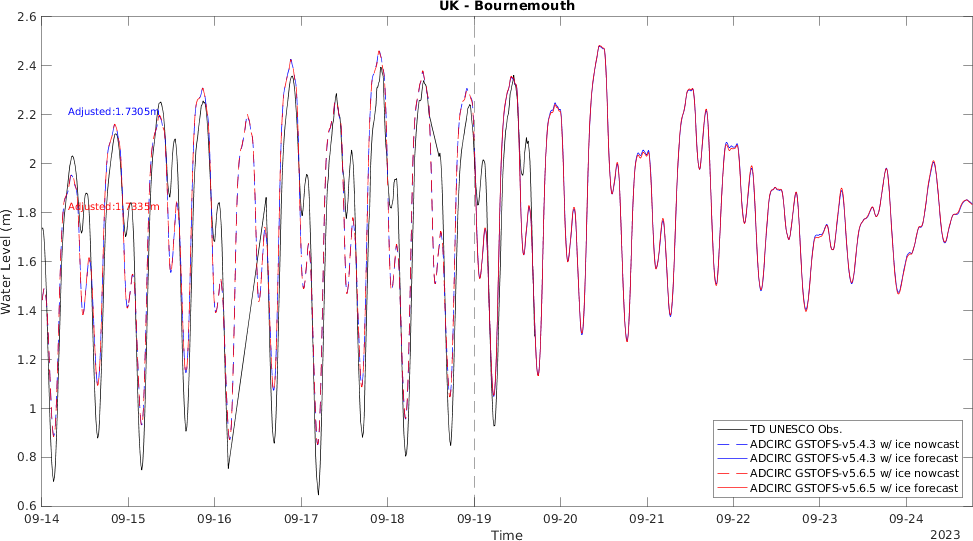 UK - Bournemouth
2.6
2.4
2.2
2
1.8
1.6
1.4
1.2
1
0.8
0.6
Water Level (m)
Adjusted:1.7305m
Adjusted:1.7335m
TD UNESCO Obs.
ADCIRC GSTOFS-v5.4.3 w/ ice nowcast
ADCIRC GSTOFS-v5.4.3 w/ ice forecast
ADCIRC GSTOFS-v5.6.5 w/ ice nowcast
ADCIRC GSTOFS-v5.6.5 w/ ice forecast
09-14 09-15 09-16 09-17 09-18 09-19 09-20 09-21 09-22 09-23 09-24
Time
2023